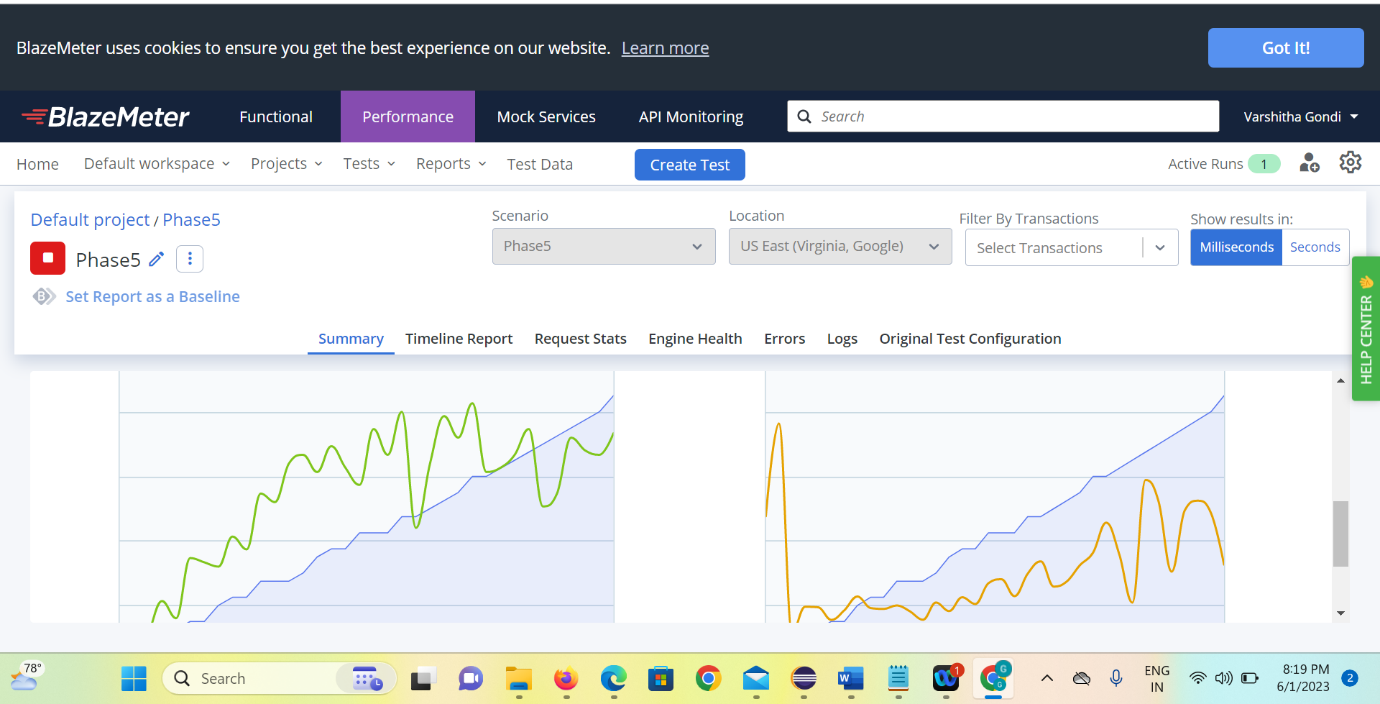 BlazeMeter uses cookies to ensure you get the best experience on our website. Learn more
Got It!
BlazeMeter
Functional
Performance
Mock Services
API Monitoring
Search
Varshitha Gondi
Home
Default workspace
Projects
Tests
Reports
Test Data
Create Test
Active Runs 1
Default project / Phase5
Phase5
B
Set Report as a Baseline
Scenario
Phase5
Location
US East (Virginia, Google)
Filter By Transactions
Select Transactions
Show results in:
Milliseconds
Seconds
HELP CENTER
Summary
Timeline Report
Request Stats
Engine Health
Errors
Logs
Original Test Configuration
78°
Search
W
1
G
G
ENG
IN
8:19 PM
6/1/2023
2